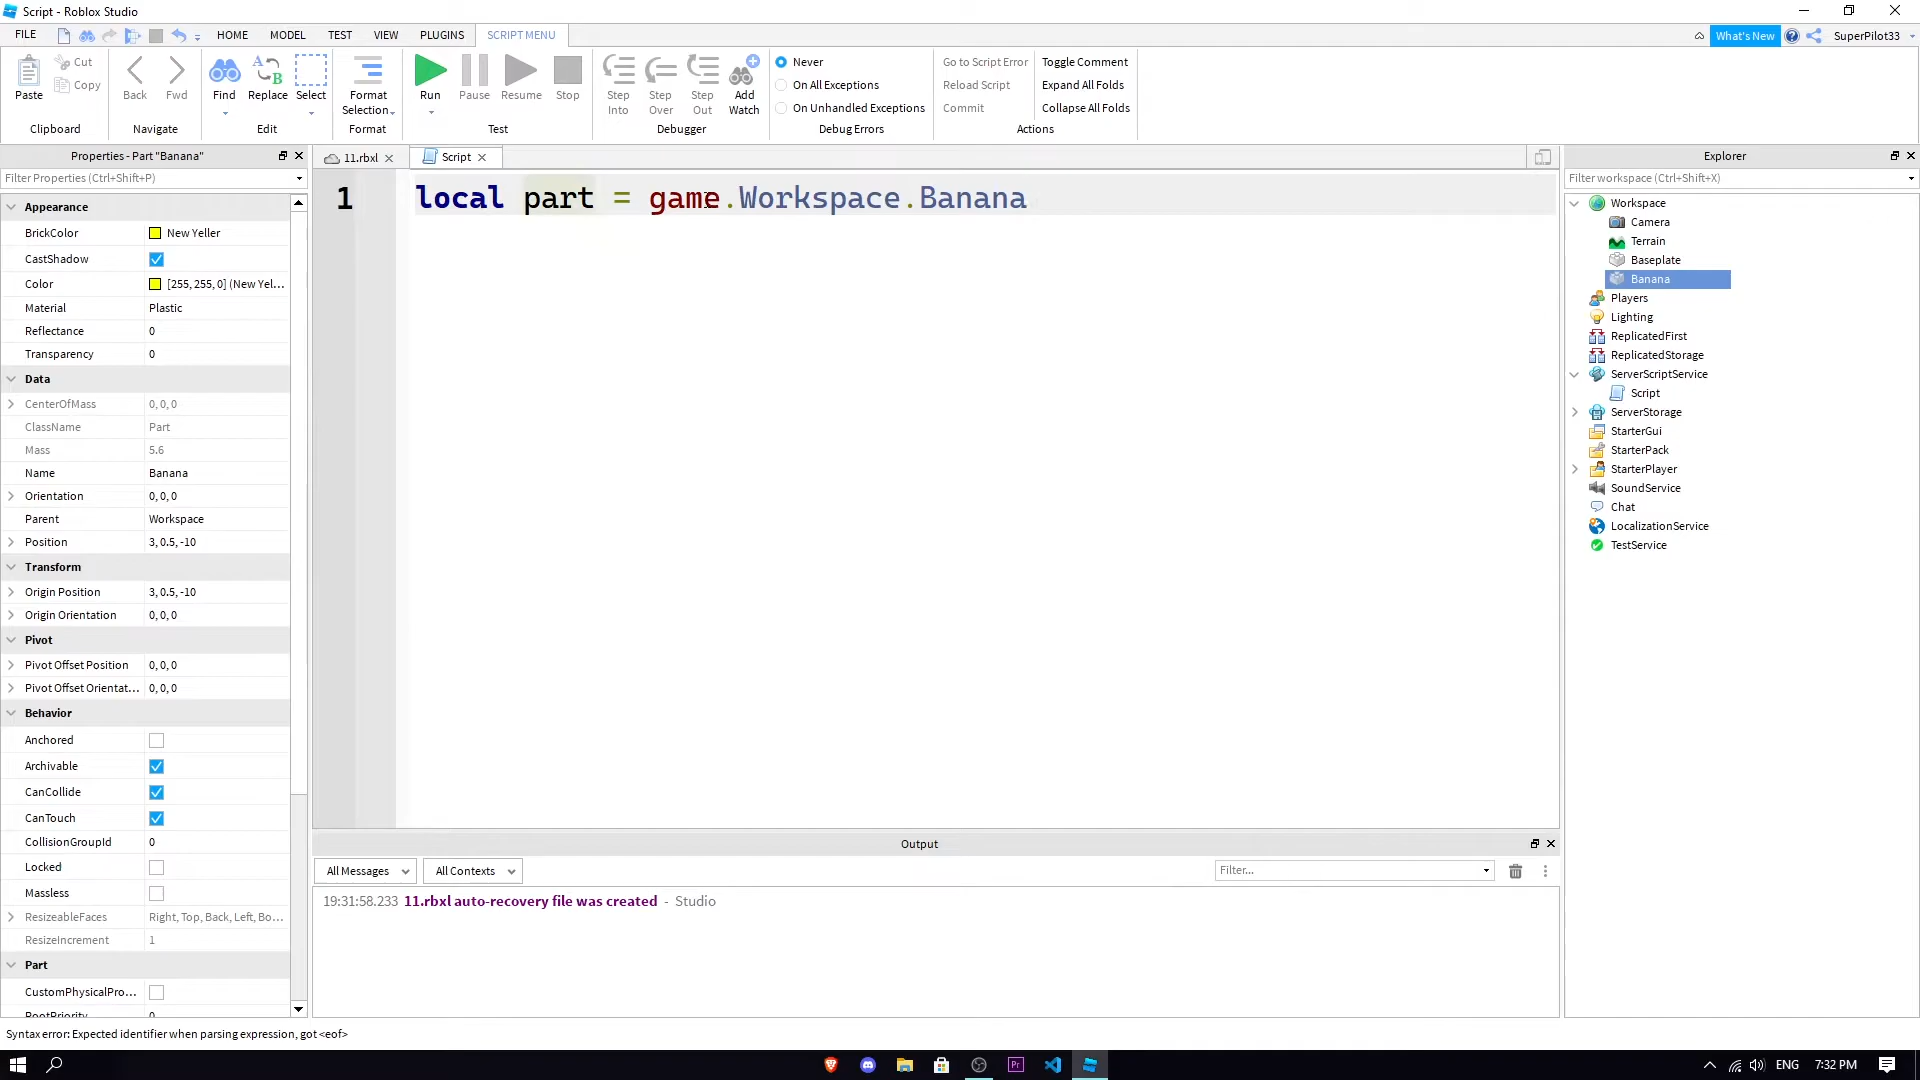 Script - Roblox Studio
FILE HOME MODEL TEST VIEW PLUGINS SCRIPT MENU What's New SuperPilot33
Paste Cut Copy
Clipboard
Back Fwd
Navigate
Find Replace Select
Edit
Format Selection
Format
Run Pause Resume Stop
Test
Step Into Step Over Step Out Add Watch
Debugger
Never
On All Exceptions
On Unhandled Exceptions
Debug Errors
Go to Script Error Toggle Comment
Reload Script Expand All Folds
Commit Collapse All Folds
Actions
Properties - Part "Banana"
Filter Properties (Ctrl+Shift+P)
Appearance
BrickColor New Yeller
CastShadow
Color [255, 255, 0] (New Yel...
Material Plastic
Reflectance 0
Transparency 0
Data
CenterOfMass 0, 0, 0
ClassName Part
Mass 5.6
Name Banana
Orientation 0, 0, 0
Parent Workspace
Position 3, 0.5, -10
Transform
Origin Position 3, 0.5, -10
Origin Orientation 0, 0, 0
Pivot
Pivot Offset Position 0, 0, 0
Pivot Offset Orientat... 0, 0, 0
Behavior
Anchored
Archivable
CanCollide
CanTouch
CollisionGroupId 0
Locked
Massless
ResizeableFaces Right, Top, Back, Left, Bo...
ResizeIncrement 1
Part
CustomPhysicalPro...
RootPriority 0
11.rbxl Script
1 local part = game.Workspace.Banana
Output
All Messages All Contexts Filter...
19:31:58.233 11.rbxl auto-recovery file was created - Studio
Explorer
Filter workspace (Ctrl+Shift+X)
Workspace
Camera
Terrain
Baseplate
Banana
Players
Lighting
ReplicatedFirst
ReplicatedStorage
ServerScriptService
Script
ServerStorage
StarterGui
StarterPack
StarterPlayer
SoundService
Chat
LocalizationService
TestService
Syntax error: Expected identifier when parsing expression, got <eof>
ENG 7:32 PM